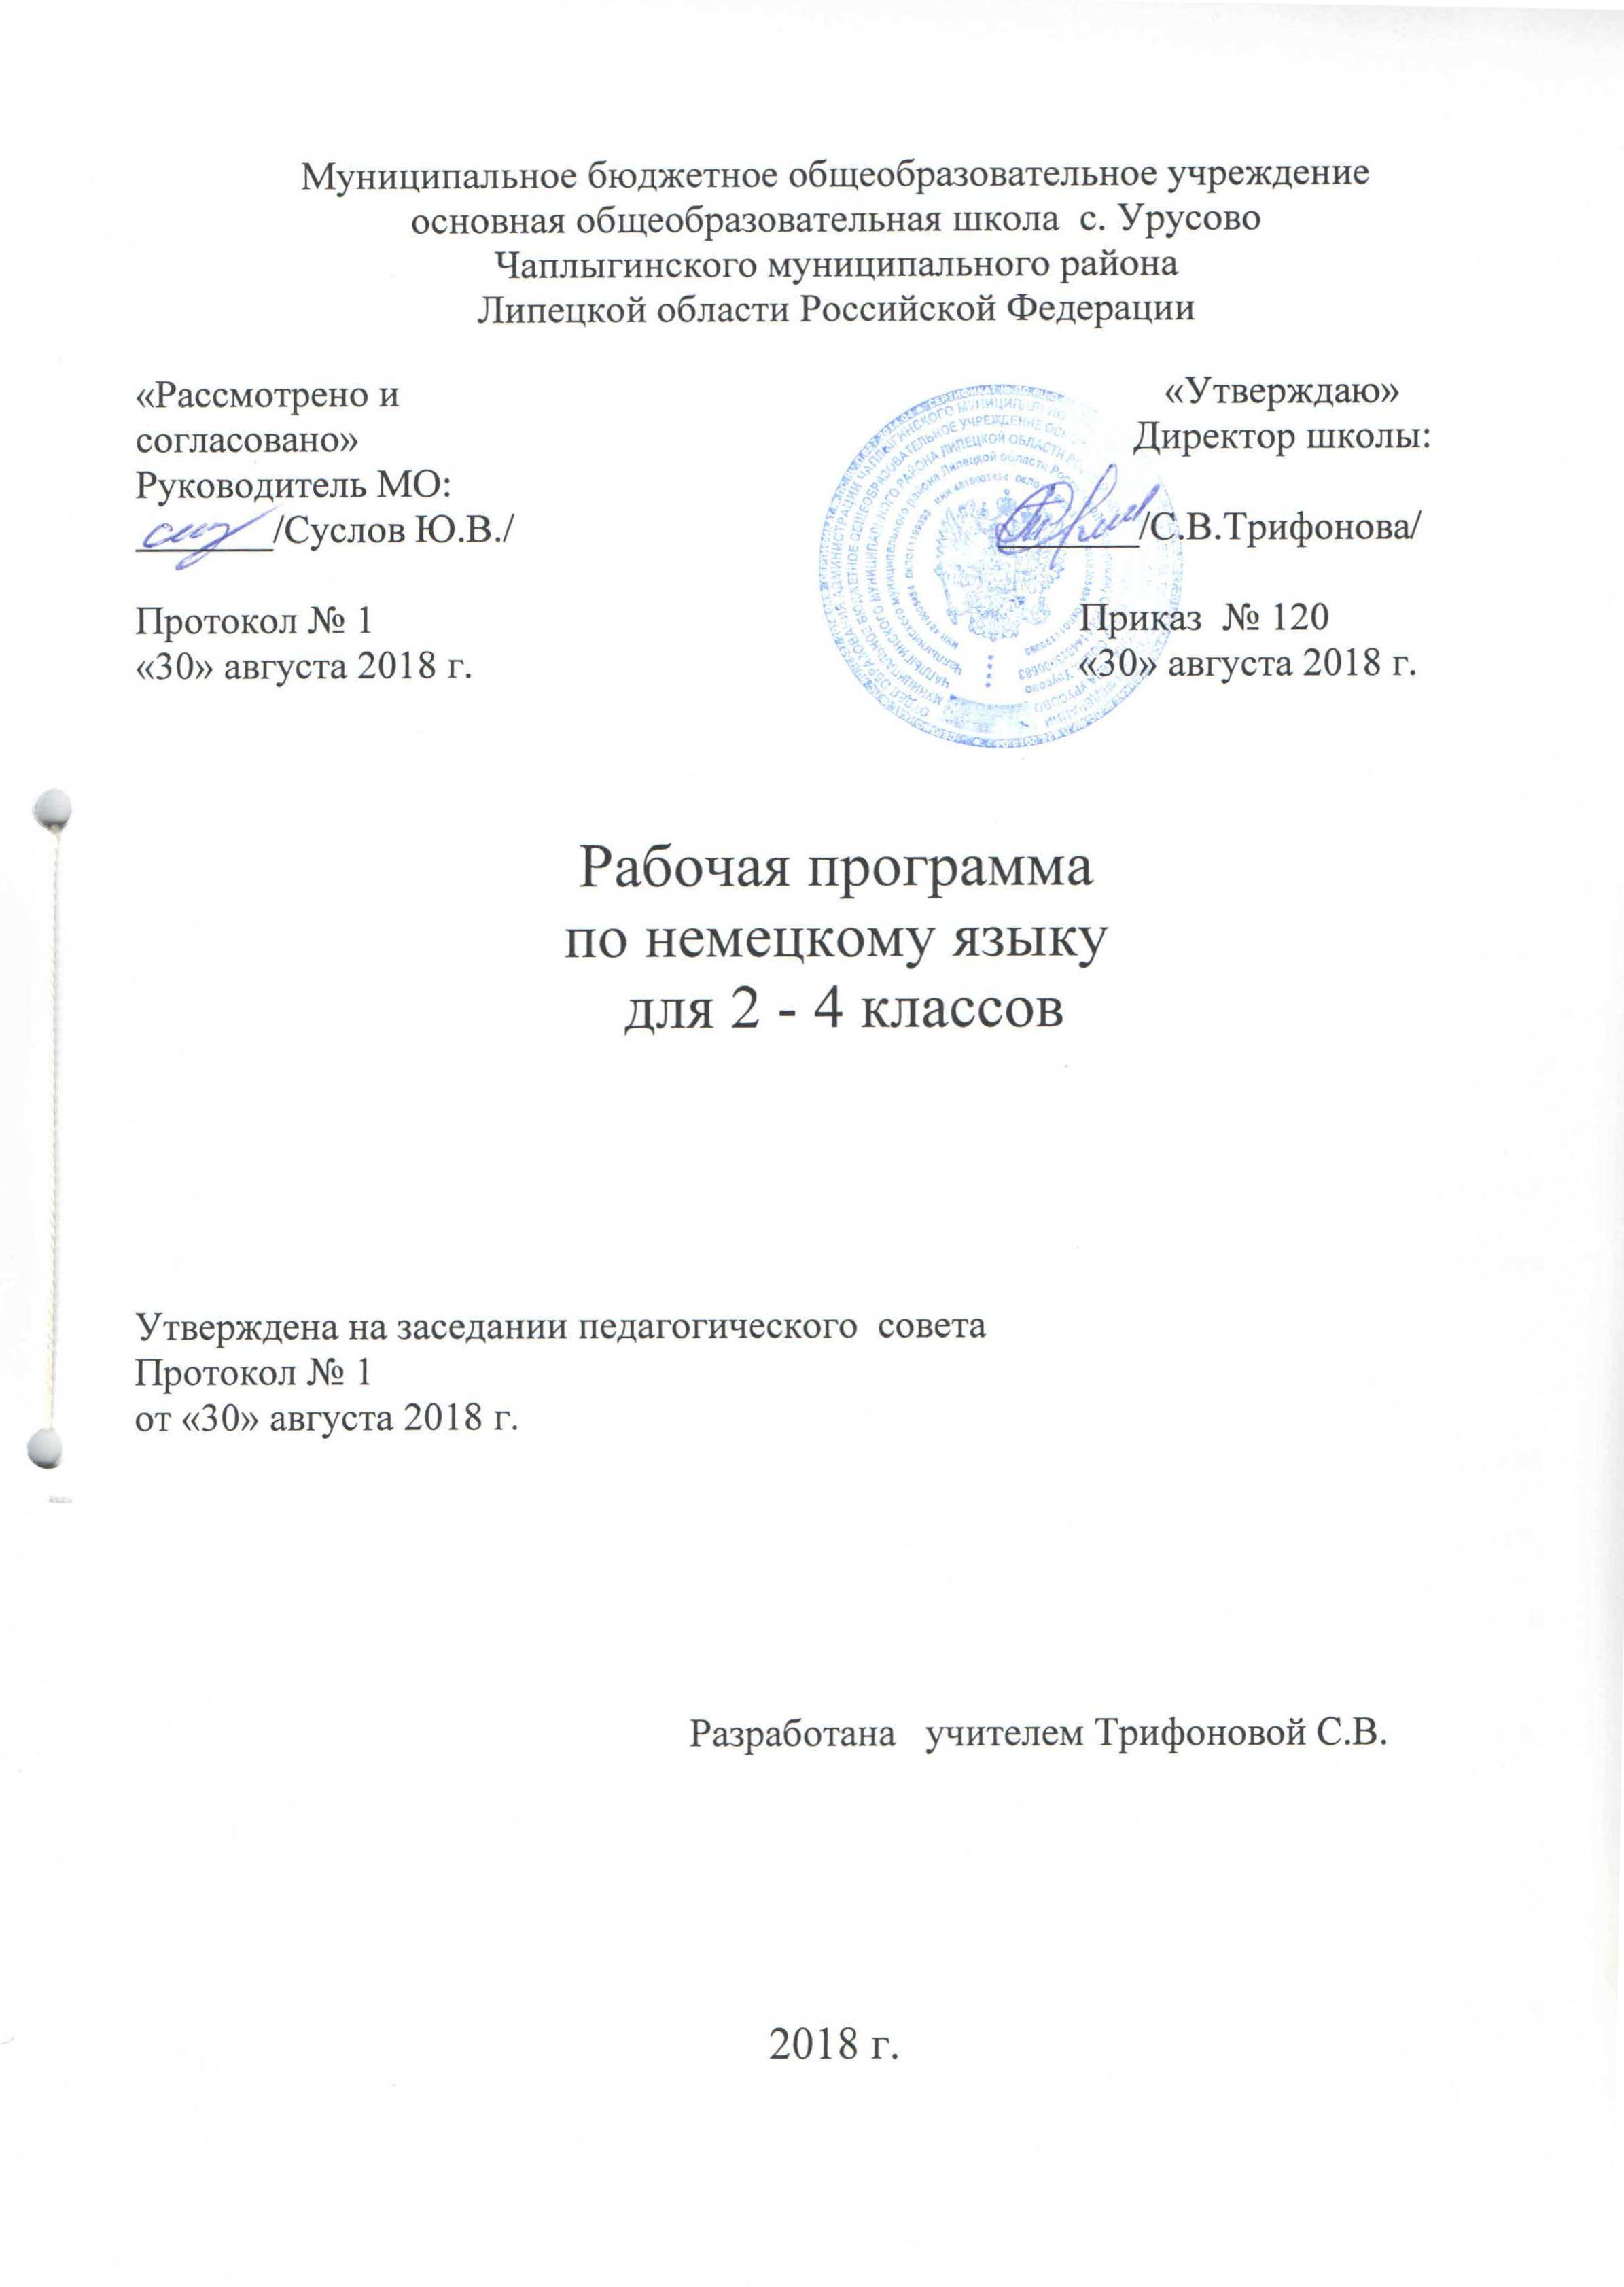 Муниципальное бюджетное общеобразовательное учреждение
основная общеобразовательная школа с. Урусово
Чаплыгинского муниципального района
Липецкой области Российской Федерации
«Рассмотрено и
согласовано»
Руководитель МО:
/Суслов Ю.В./
Протокол № 1
«30» августа 2018 г.
«Утверждаю»
Директор школы:
/С.В.Трифонова/
Приказ № 120
«30» августа 2018 г.
Рабочая программа
по немецкому языку
для 2 - 4 классов
Утверждена на заседании педагогического совета
Протокол № 1
от «30» августа 2018 г.
Разработана учителем Трифоновой С.В.
2018 г.